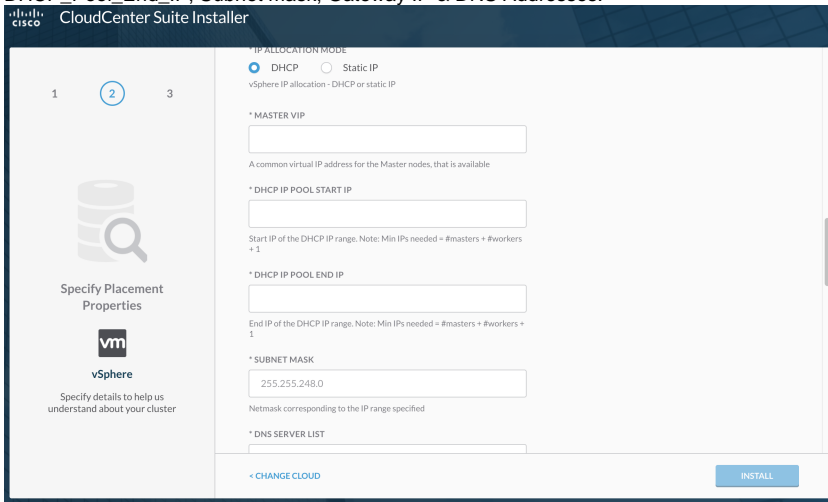 DHCP_Pool_End_IP, Subnet Mask, Gateway IP & DNS Addresses.
CISCO CloudCenter Suite Installer
1 2 3
Specify Placement
Properties
vm
vSphere
Specify details to help us
understand about your cluster
* IP ALLOCATION MODE
DHCP Static IP
vSphere IP allocation - DHCP or static IP
* MASTER VIP
A common virtual IP address for the Master nodes, that is available
* DHCP IP POOL START IP
Start IP of the DHCP IP range. Note: Min IPs needed = #masters + #workers
+ 1
* DHCP IP POOL END IP
End IP of the DHCP IP range. Note: Min IPs needed = #masters + #workers +
1
* SUBNET MASK
255.255.248.0
Netmask corresponding to the IP range specified
* DNS SERVER LIST
< CHANGE CLOUD
INSTALL